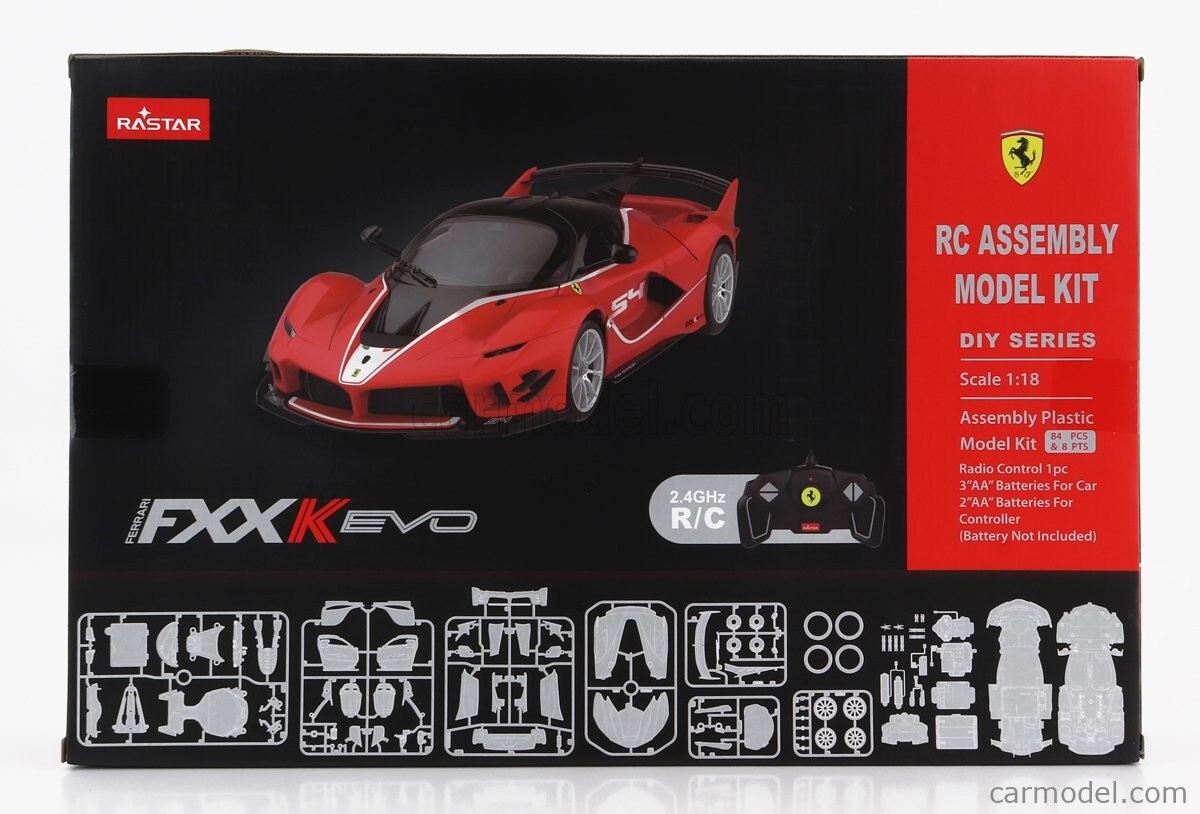 RASTAR
RC ASSEMBLY
MODEL KIT
DIY SERIES
Scale 1:18
Assembly Plastic
Model Kit 84 PCS & 8 PTS
Radio Control 1pc
3"AA" Batteries For Car
2"AA" Batteries For
Controller
(Battery Not Included)
54
FXXK
carmodel.com
FERRARI
FXX K EVO
2.4GHz
R/C
RASTAR
S F
carmodel.com